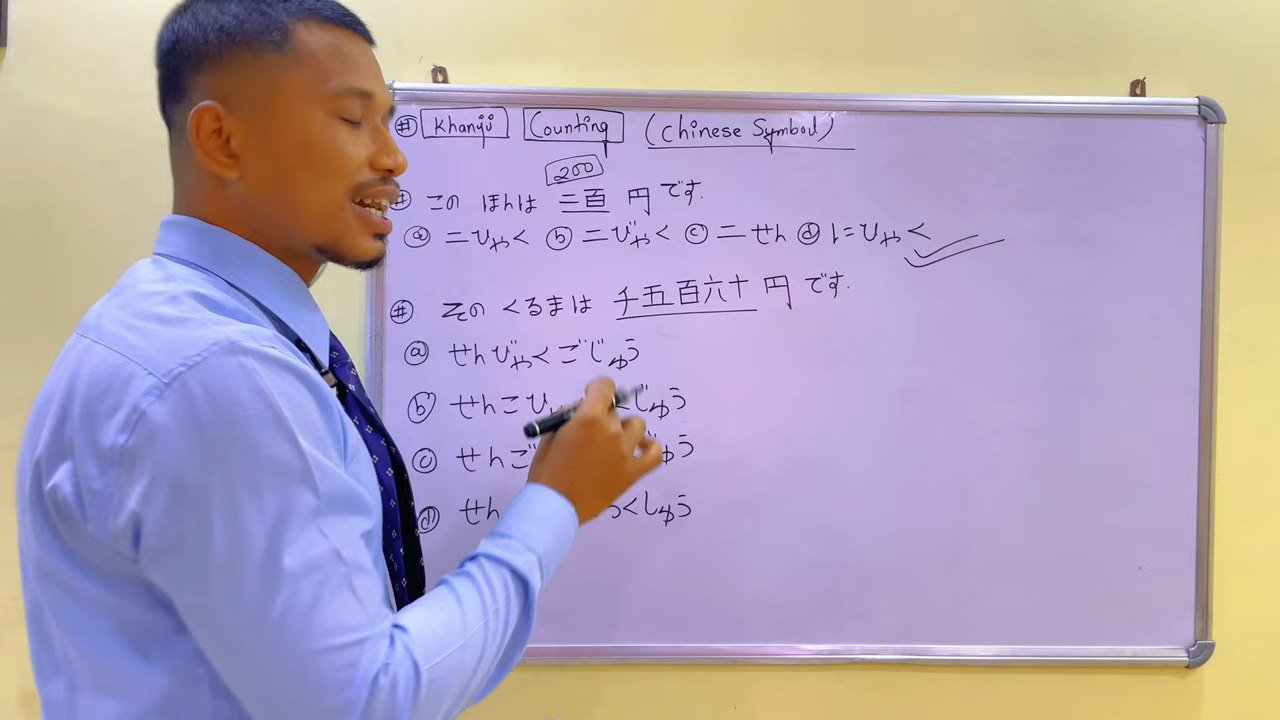 # Khanji Counting (Chinese Symbol)
200
# この ほんは 二百 円 です.
ⓐ 二ひゃく ⓑ 二びゃく ⓒ 二せん ⓓ にひゃく
# その くるまは 千五百六十 円 です.
ⓐ せんびゃく ごじゅう
ⓑ せんこひ くじゅう
ⓒ せんご ゅう
ⓓ せん くしゅう